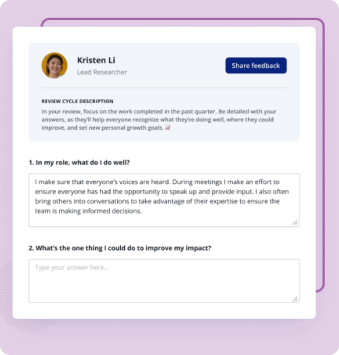 Kristen Li
Lead Researcher
Share feedback
REVIEW CYCLE DESCRIPTION
In your review, focus on the work completed in the past quarter. Be detailed with your
answers, as they'll help everyone recognize what they're doing well, where they could
improve, and set new personal growth goals. 📈
1. In my role, what do I do well?
I make sure that everyone's voices are heard. During meetings I make an effort to
ensure everyone has had the opportunity to speak up and provide input. I also often
bring others into conversations to take advantage of their expertise to ensure the
team is making informed decisions.
2. What's the one thing I could do to improve my impact?
Type your answer here...